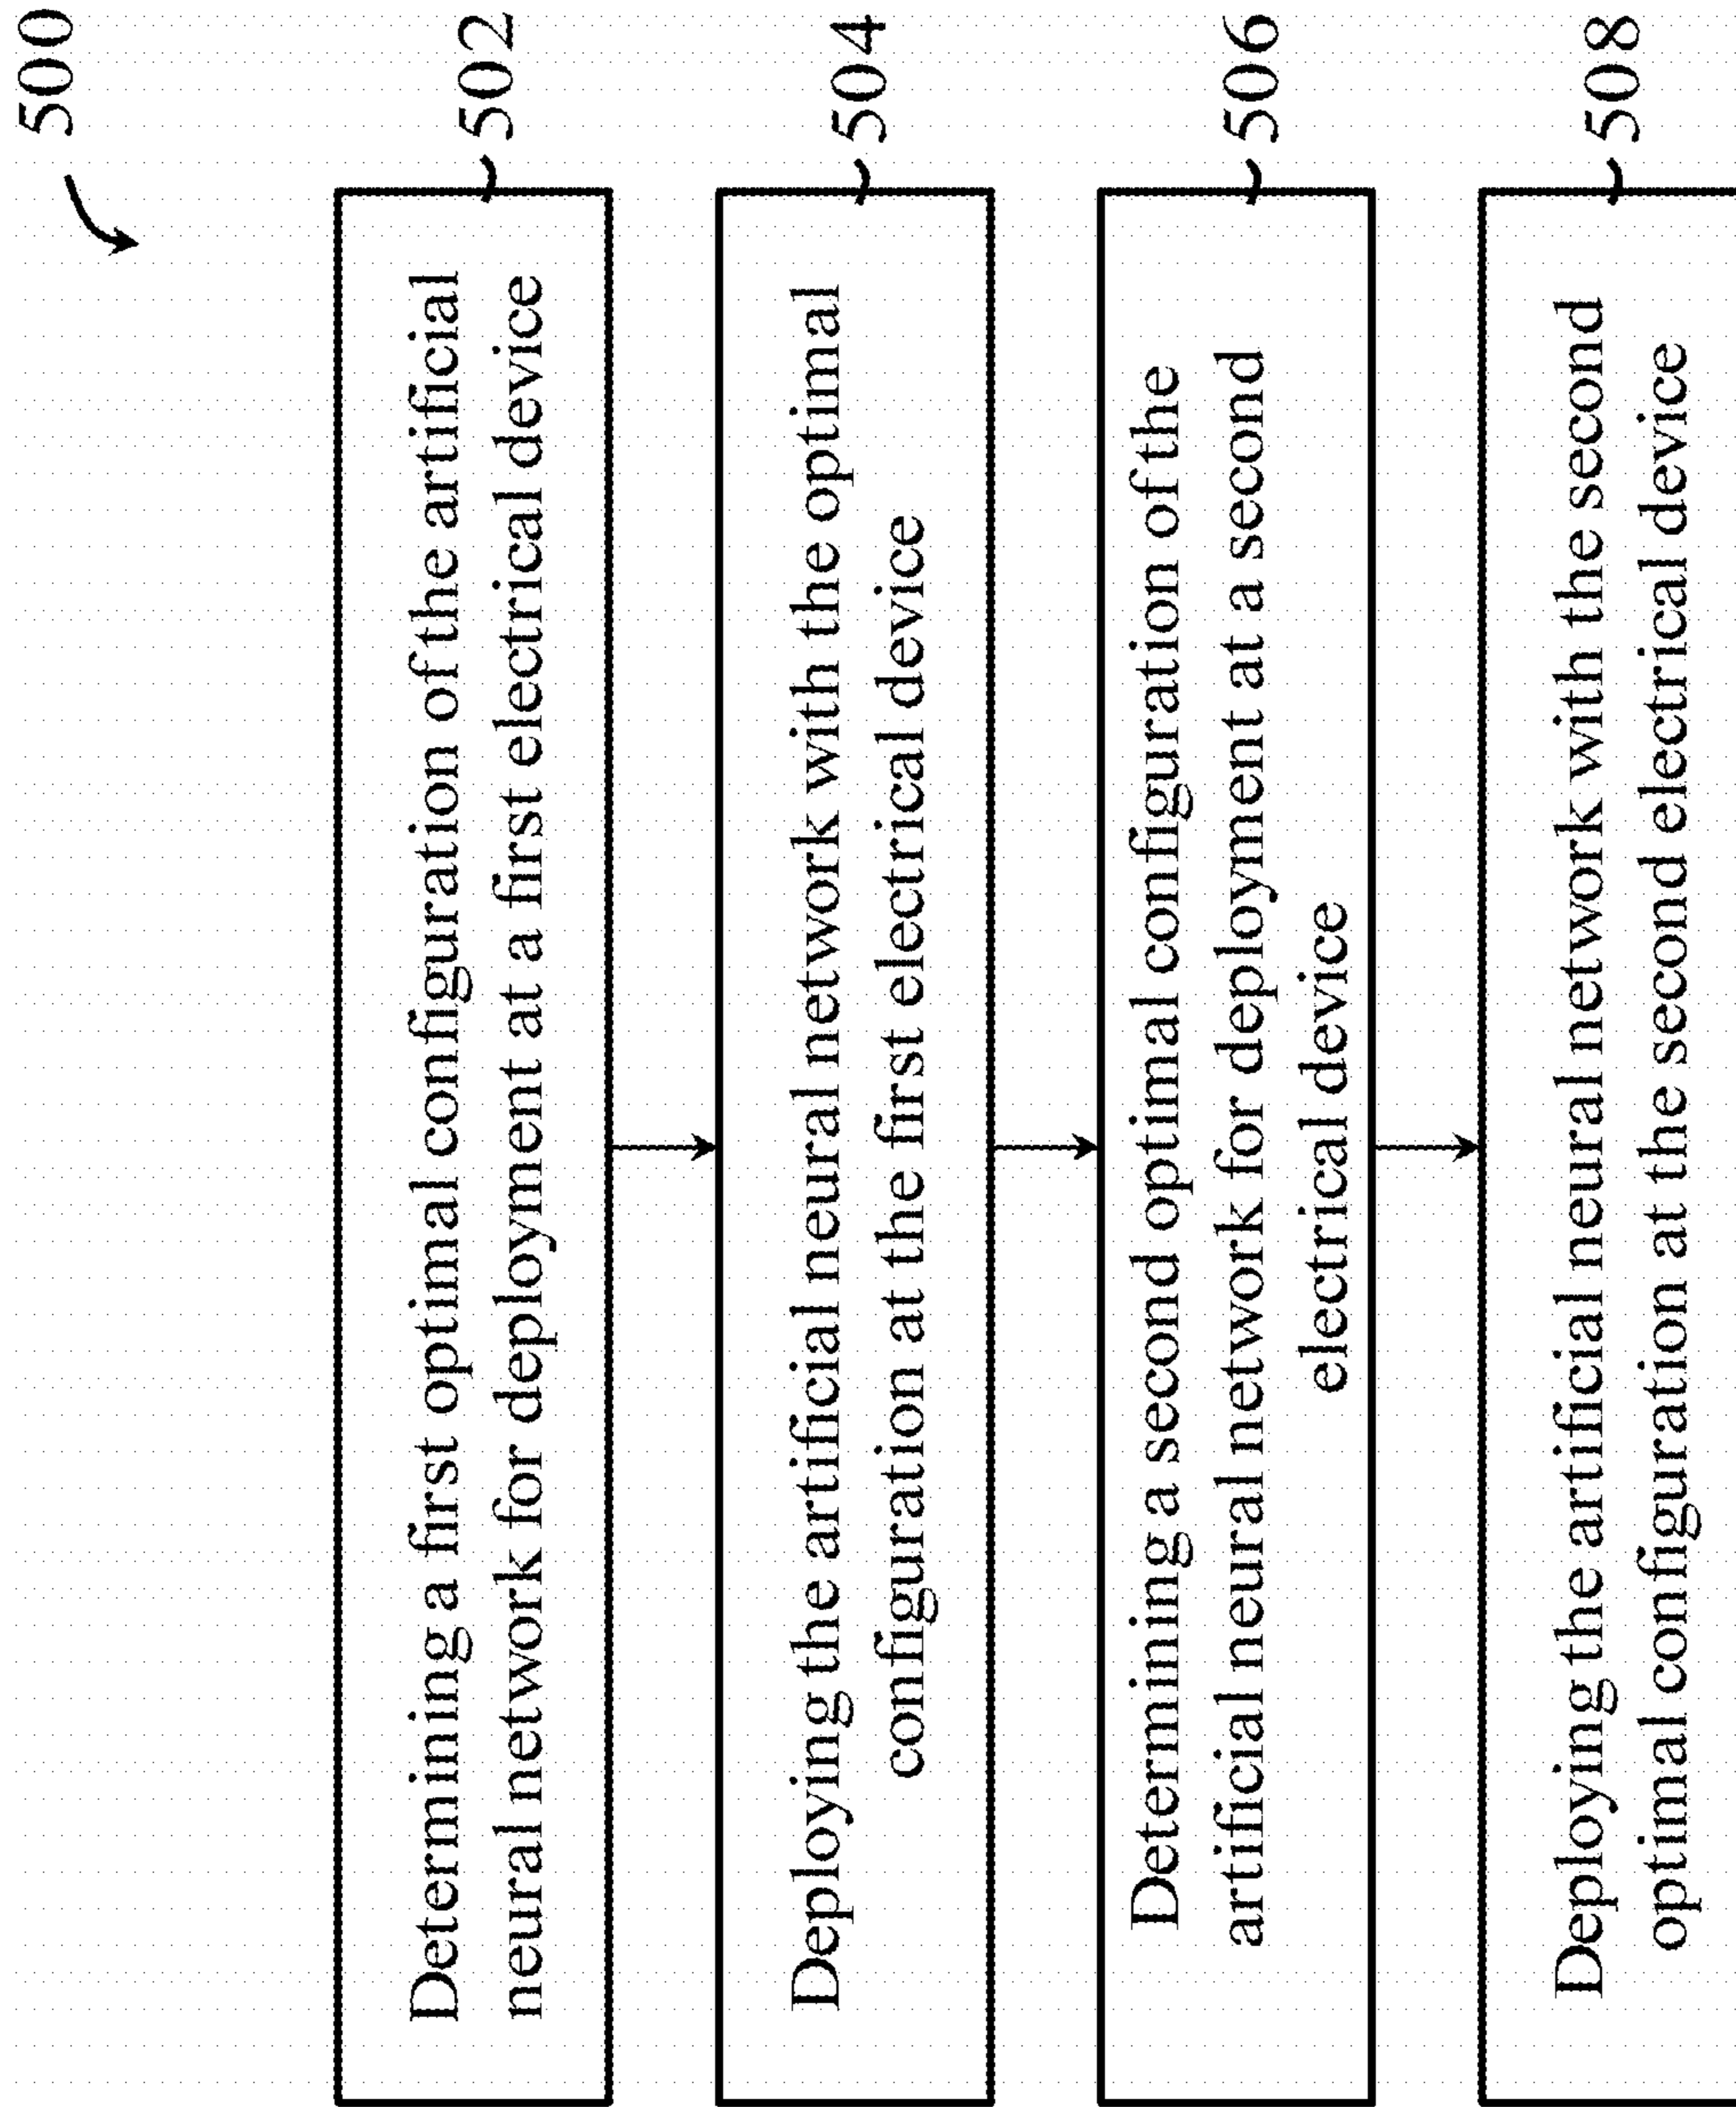 500
Determining a first optimal configuration of the artificial
neural network for deployment at a first electrical device
502
Deploying the artificial neural network with the optimal
configuration at the first electrical device
504
Determining a second optimal configuration of the
artificial neural network for deployment at a second
electrical device
506
Deploying the artificial neural network with the second
optimal configuration at the second electrical device
508